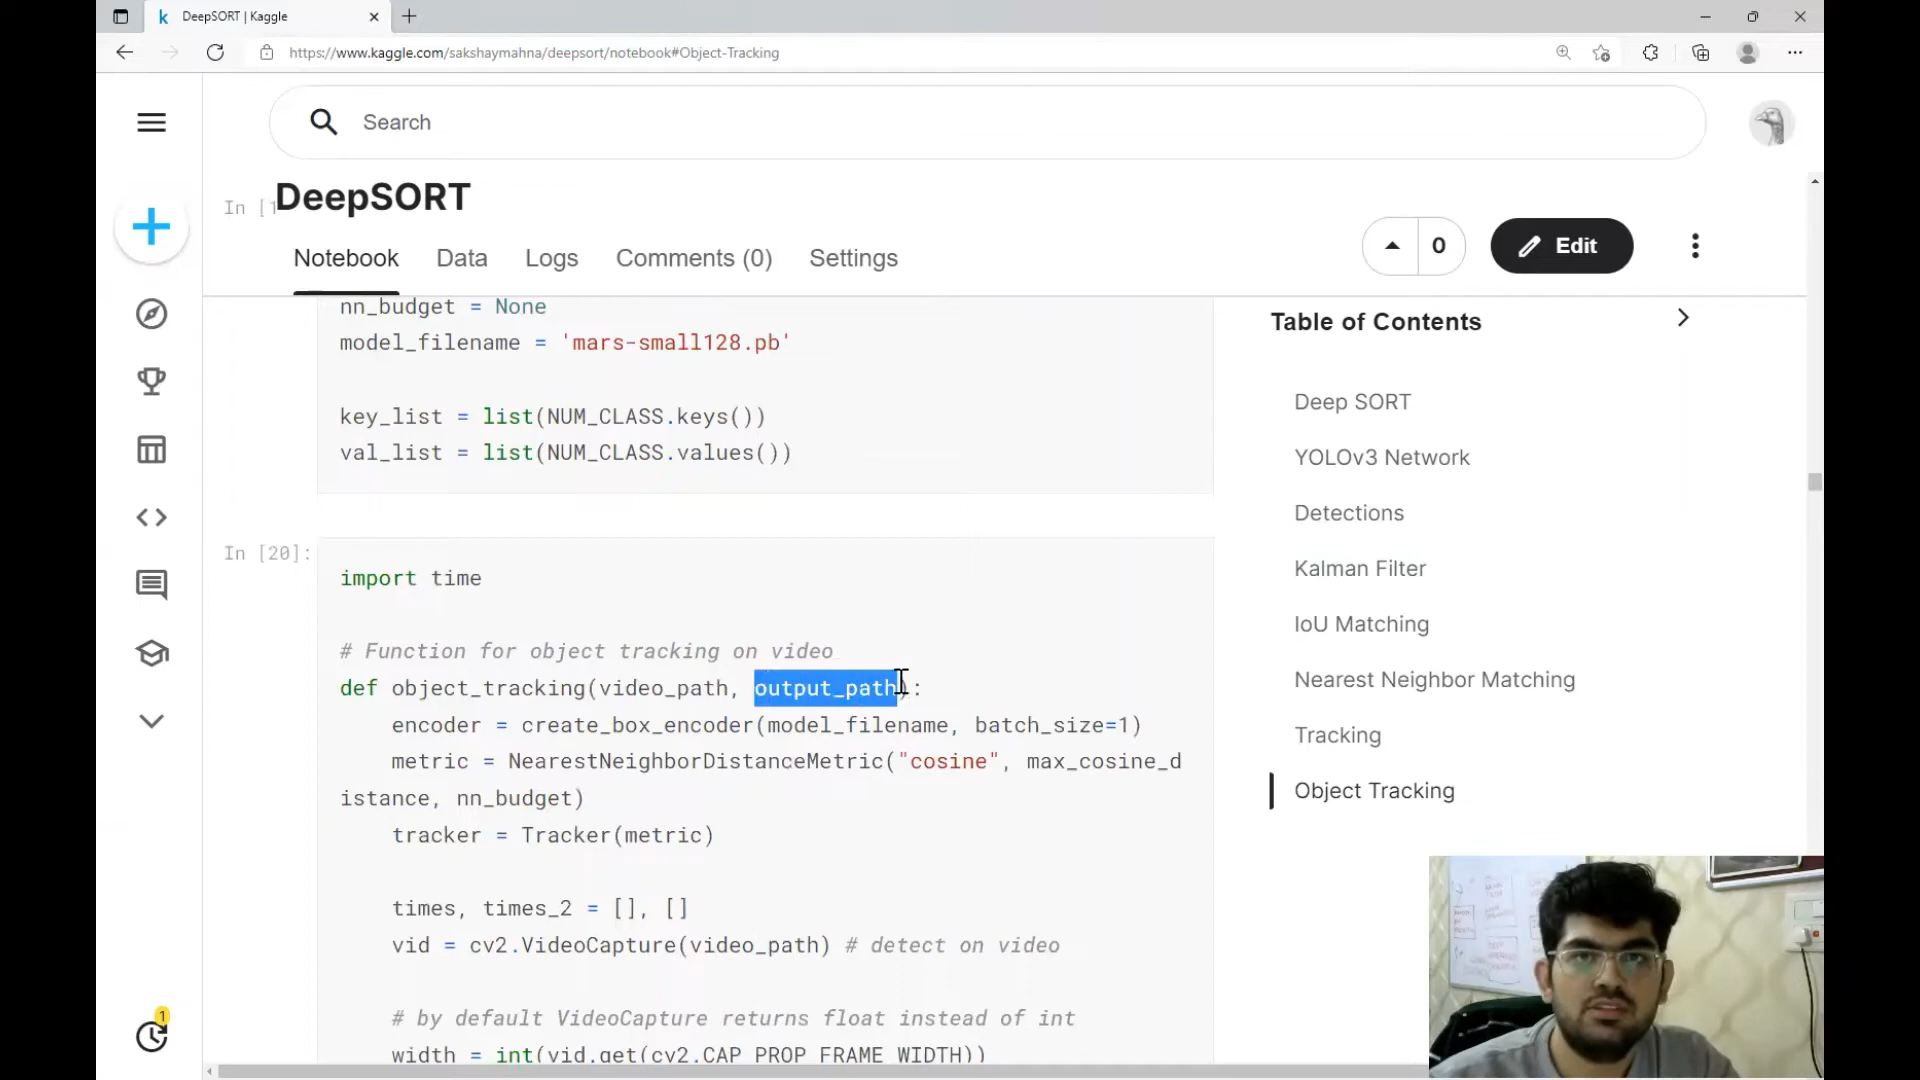 DeepSORT | Kaggle
https://www.kaggle.com/sakshaymahna/deepsort/notebook#Object-Tracking
Search
DeepSORT
In [1
Notebook Data Logs Comments (0) Settings
0
Edit
nn_budget = None
model_filename = 'mars-small128.pb'
key_list = list(NUM_CLASS.keys())
val_list = list(NUM_CLASS.values())
In [20]:
import time
# Function for object tracking on video
def object_tracking(video_path, output_path):
encoder = create_box_encoder(model_filename, batch_size=1)
metric = NearestNeighborDistanceMetric("cosine", max_cosine_d
istance, nn_budget)
tracker = Tracker(metric)
times, times_2 = [], []
vid = cv2.VideoCapture(video_path) # detect on video
# by default VideoCapture returns float instead of int
width = int(vid.get(cv2.CAP_PROP_FRAME_WIDTH))
Table of Contents
Deep SORT
YOLOv3 Network
Detections
Kalman Filter
IoU Matching
Nearest Neighbor Matching
Tracking
Object Tracking
1